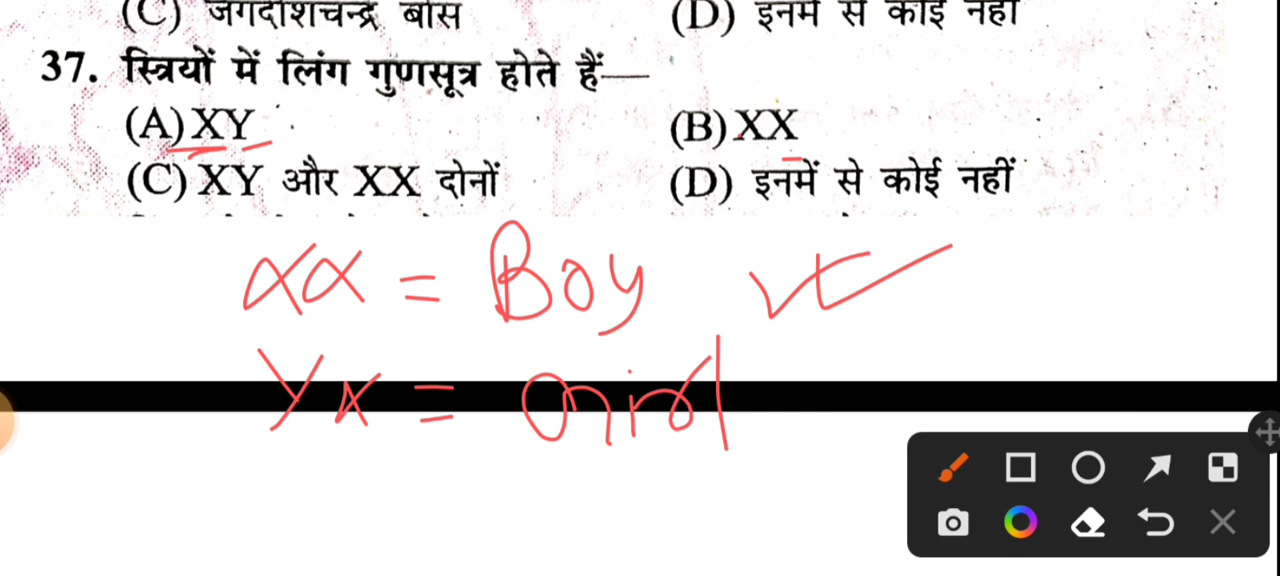 (C) जगदीशचन्द्र बोस (D) इनमें से कोई नहीं
37. स्त्रियों में लिंग गुणसूत्र होते हैं—
(A) XY (B) XX
(C) XY और XX दोनों (D) इनमें से कोई नहीं
XX = Boy
YX = Girl